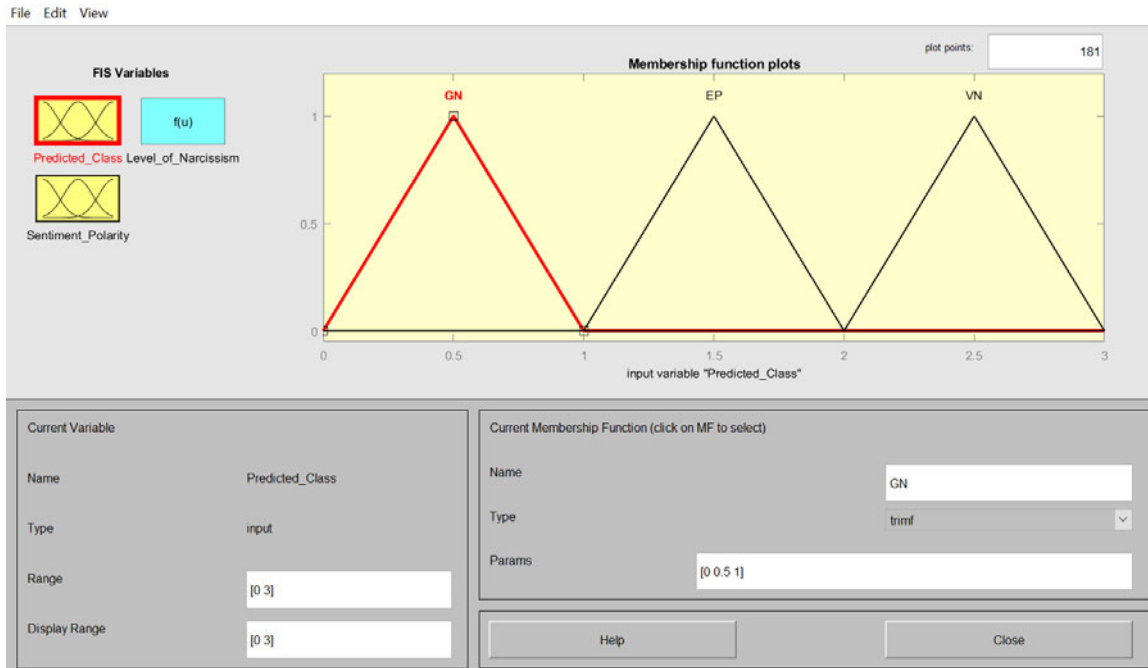 File Edit View
plot points: 181
FIS Variables
Membership function plots
GN EP VN
f(u)
Predicted_Class Level_of_Narcissism
Sentiment_Polarity
1
0.5
0
0 0.5 1 1.5 2 2.5 3
input variable "Predicted_Class"
Current Variable
Name Predicted_Class
Type input
Range [0 3]
Display Range [0 3]
Current Membership Function (click on MF to select)
Name GN
Type trimf
Params [0 0.5 1]
Help Close